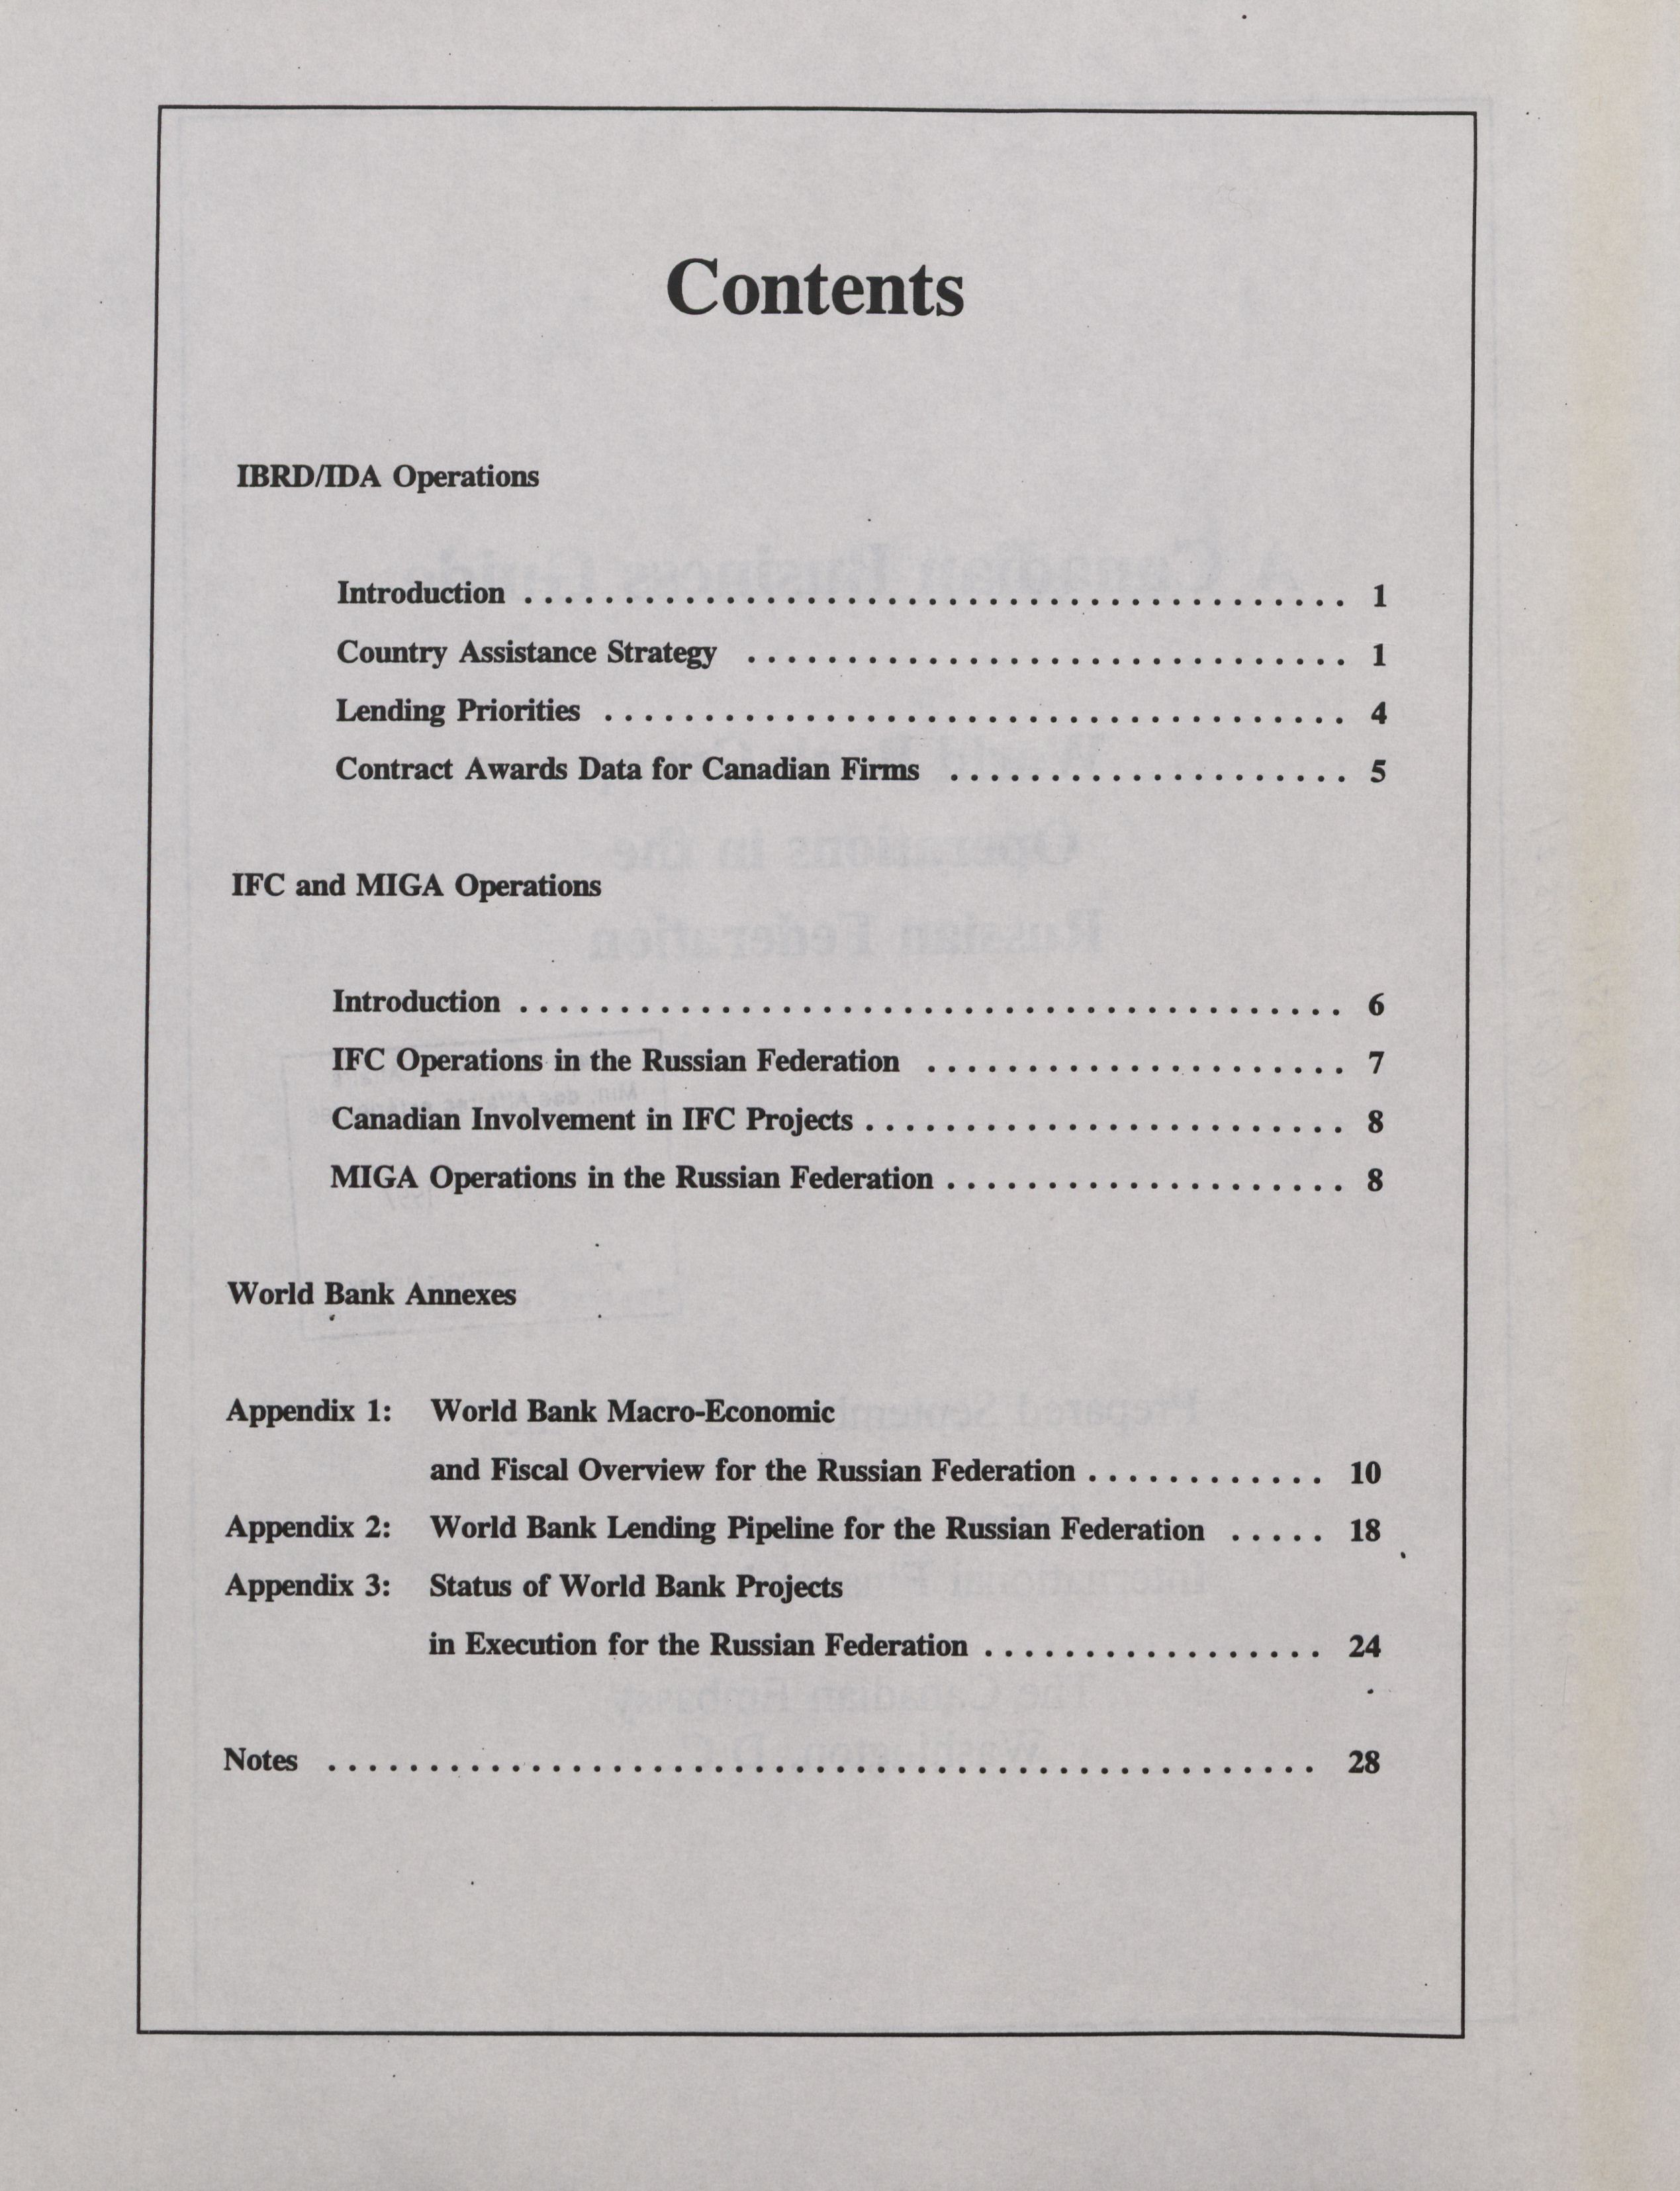 Contents
IBRD/IDA Operations
Introduction ......................................... 1
Country Assistance Strategy .............................. 1
Lending Priorities ..................................... 4
Contract Awards Data for Canadian Firms .................... 5
IFC and MIGA Operations
Introduction ......................................... 6
IFC Operations in the Russian Federation ..................... 7
Canadian Involvement in IFC Projects ........................ 8
MIGA Operations in the Russian Federation .................... 8
World Bank Annexes
Appendix 1: World Bank Macro-Economic
and Fiscal Overview for the Russian Federation ............ 10
Appendix 2: World Bank Lending Pipeline for the Russian Federation ..... 18
Appendix 3: Status of World Bank Projects
in Execution for the Russian Federation ................. 24
Notes ................................................. 28